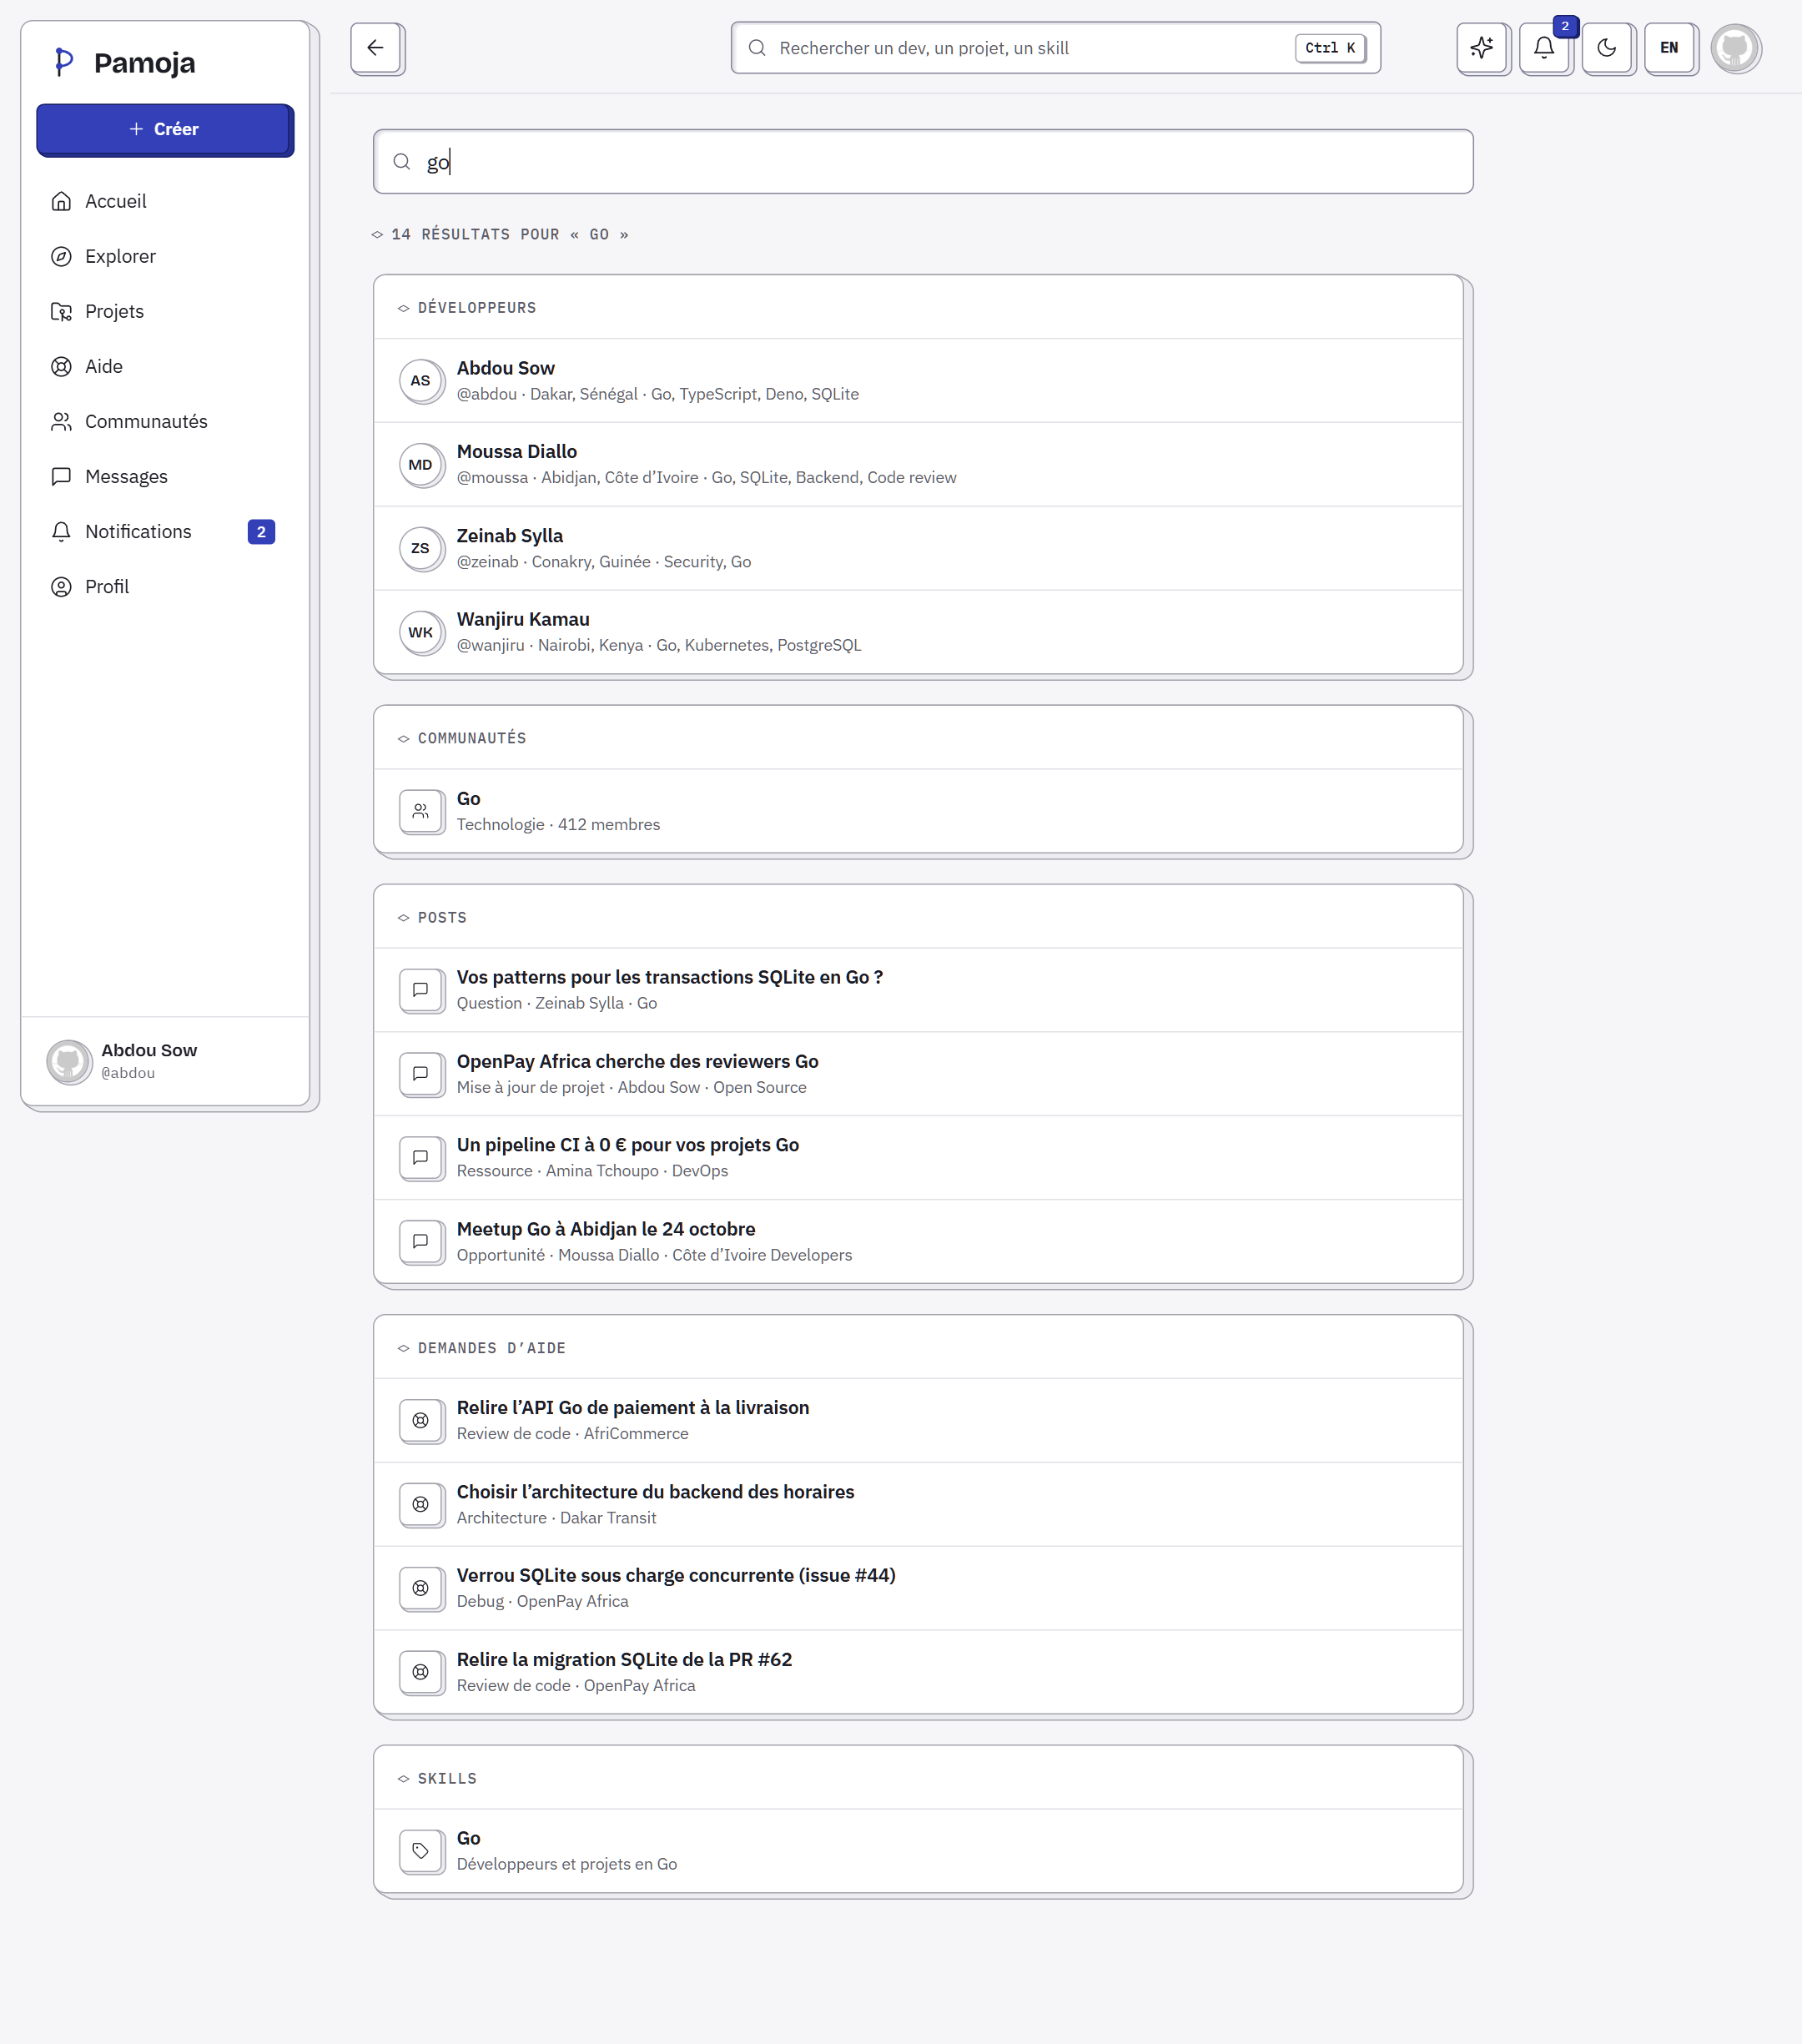 Pamoja
Créer
Accueil
Explorer
Projets
Aide
Communautés
Messages
Notifications 2
Profil
Abdou Sow
@abdou
Rechercher un dev, un projet, un skill Ctrl K
2
EN
go
14 RÉSULTATS POUR « GO »
DÉVELOPPEURS
AS
Abdou Sow
@abdou · Dakar, Sénégal · Go, TypeScript, Deno, SQLite
MD
Moussa Diallo
@moussa · Abidjan, Côte d’Ivoire · Go, SQLite, Backend, Code review
ZS
Zeinab Sylla
@zeinab · Conakry, Guinée · Security, Go
WK
Wanjiru Kamau
@wanjiru · Nairobi, Kenya · Go, Kubernetes, PostgreSQL
COMMUNAUTÉS
Go
Technologie · 412 membres
POSTS
Vos patterns pour les transactions SQLite en Go ?
Question · Zeinab Sylla · Go
OpenPay Africa cherche des reviewers Go
Mise à jour de projet · Abdou Sow · Open Source
Un pipeline CI à 0 € pour vos projets Go
Ressource · Amina Tchoupo · DevOps
Meetup Go à Abidjan le 24 octobre
Opportunité · Moussa Diallo · Côte d’Ivoire Developers
DEMANDES D’AIDE
Relire l’API Go de paiement à la livraison
Review de code · AfriCommerce
Choisir l’architecture du backend des horaires
Architecture · Dakar Transit
Verrou SQLite sous charge concurrente (issue #44)
Debug · OpenPay Africa
Relire la migration SQLite de la PR #62
Review de code · OpenPay Africa
SKILLS
Go
Développeurs et projets en Go